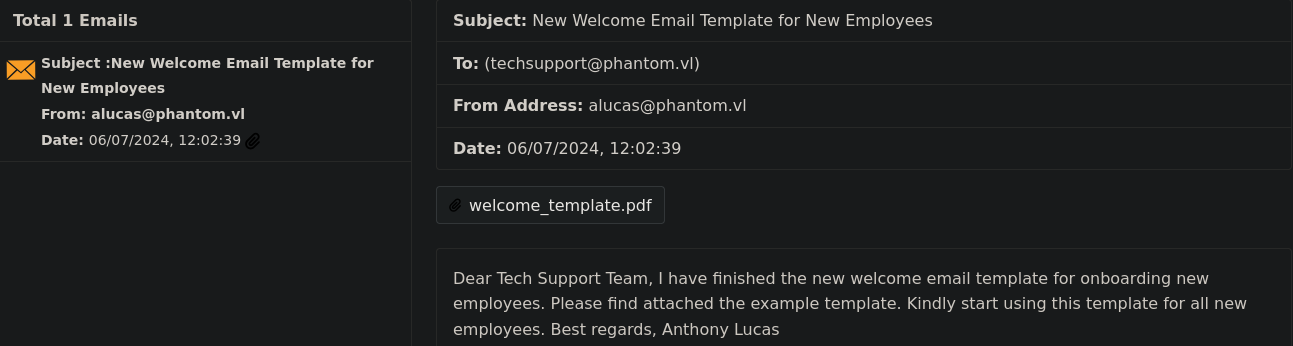 Total 1 Emails
Subject :New Welcome Email Template for
New Employees
From: alucas@phantom.vl
Date: 06/07/2024, 12:02:39
Subject: New Welcome Email Template for New Employees
To: (techsupport@phantom.vl)
From Address: alucas@phantom.vl
Date: 06/07/2024, 12:02:39
welcome_template.pdf
Dear Tech Support Team, I have finished the new welcome email template for onboarding new
employees. Please find attached the example template. Kindly start using this template for all new
employees. Best regards, Anthony Lucas